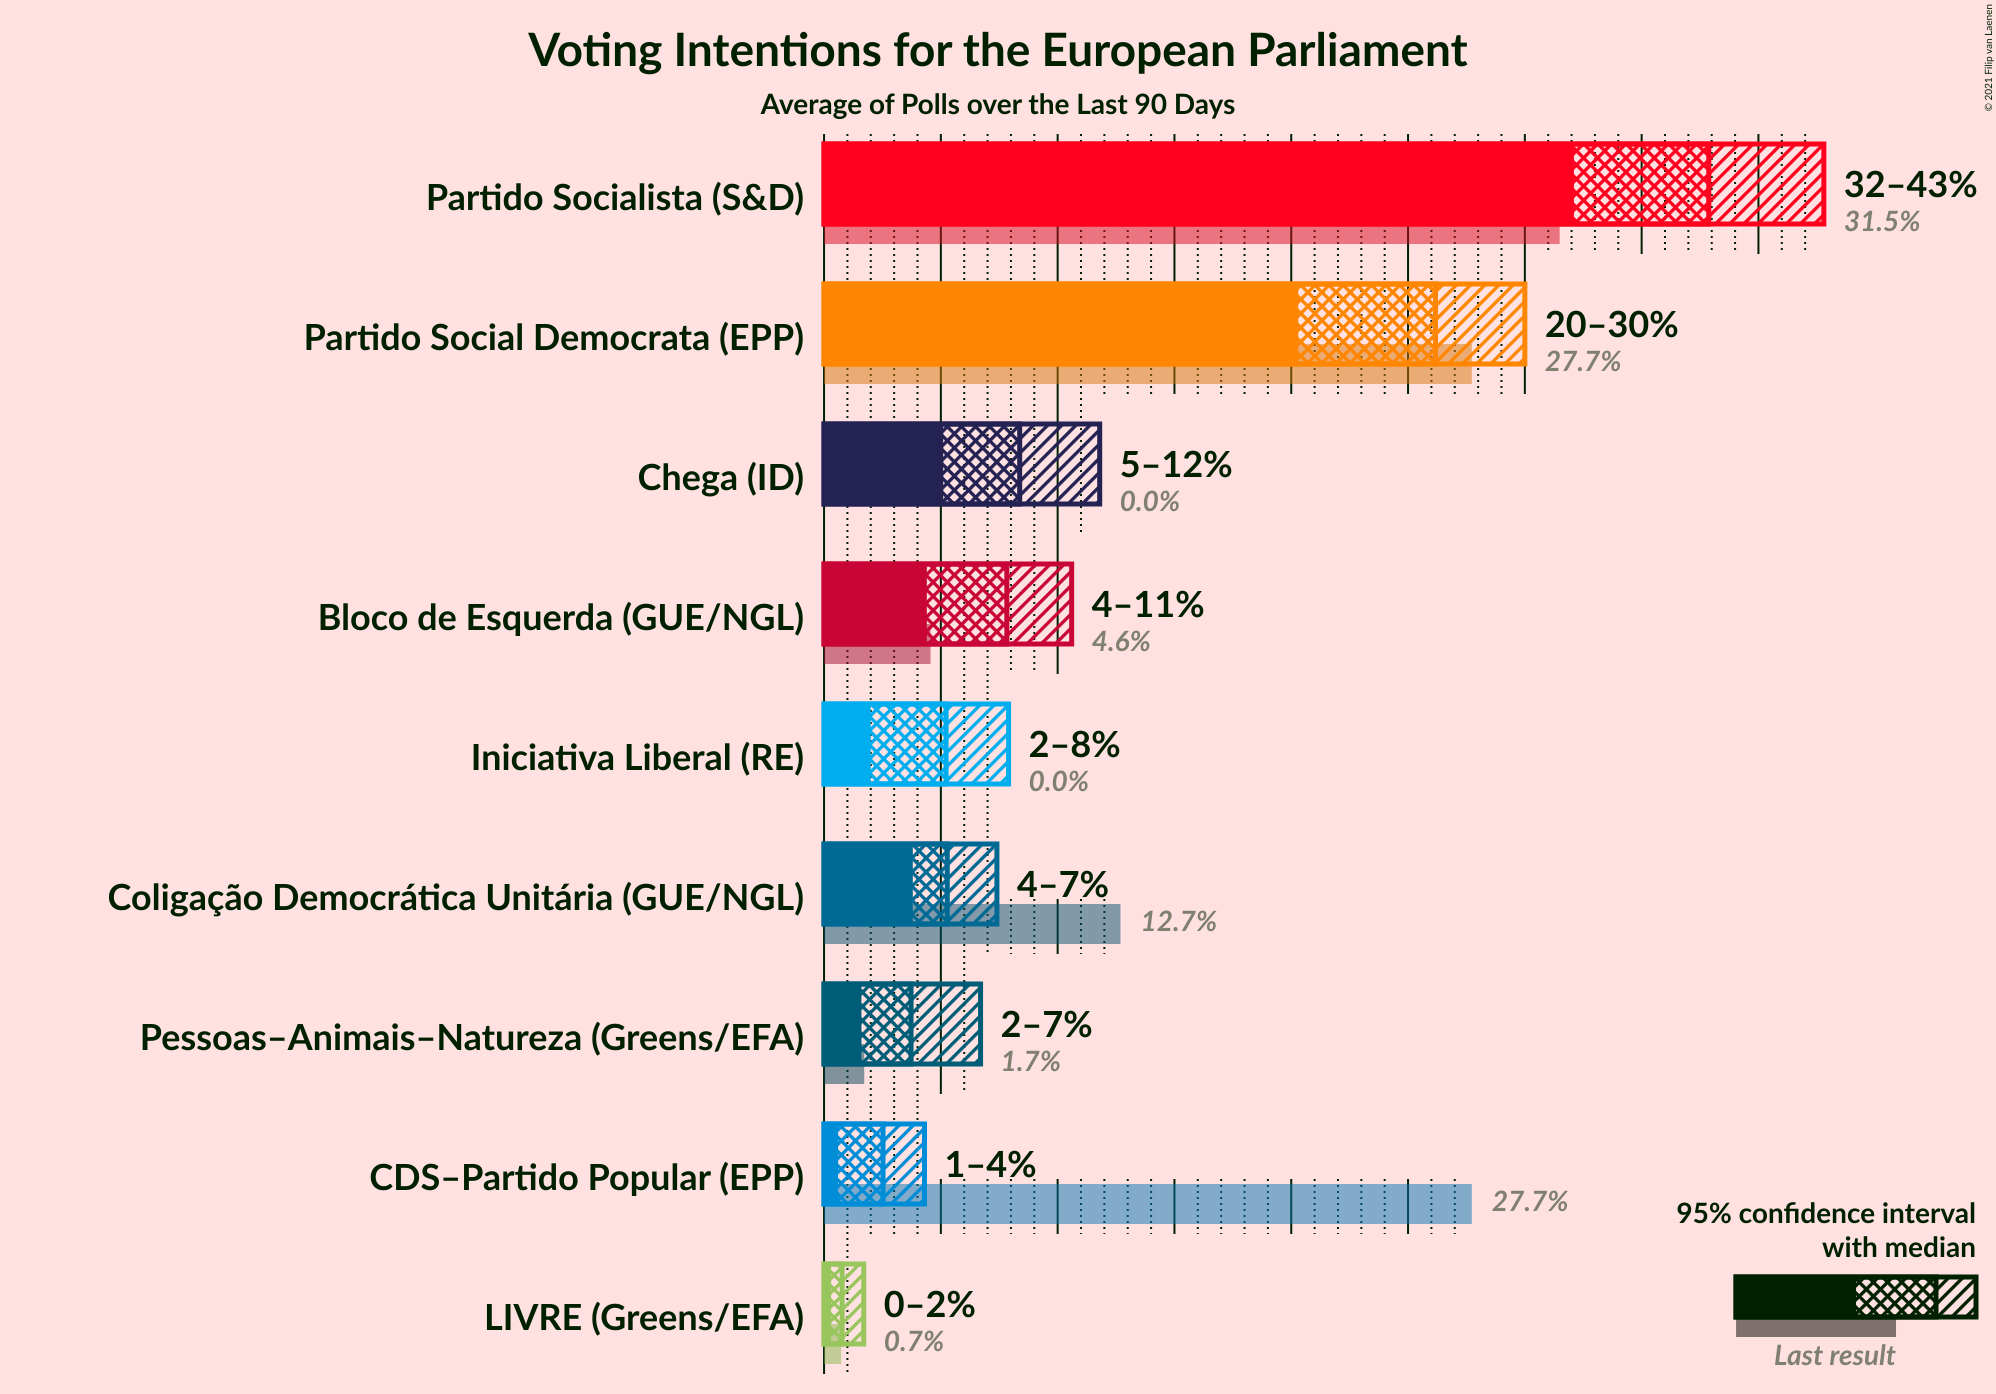 © 2021 Filip van Laenen
Voting Intentions for the European Parliament
Average of Polls over the Last 90 Days
Partido Socialista (S&D)
32–43%
31.5%
Partido Social Democrata (EPP)
20–30%
27.7%
Chega (ID)
5–12%
0.0%
Bloco de Esquerda (GUE/NGL)
4–11%
4.6%
Iniciativa Liberal (RE)
2–8%
0.0%
Coligação Democrática Unitária (GUE/NGL)
4–7%
12.7%
Pessoas–Animais–Natureza (Greens/EFA)
2–7%
1.7%
CDS–Partido Popular (EPP)
1–4%
27.7%
LIVRE (Greens/EFA)
0–2%
0.7%
95% confidence interval
with median
Last result